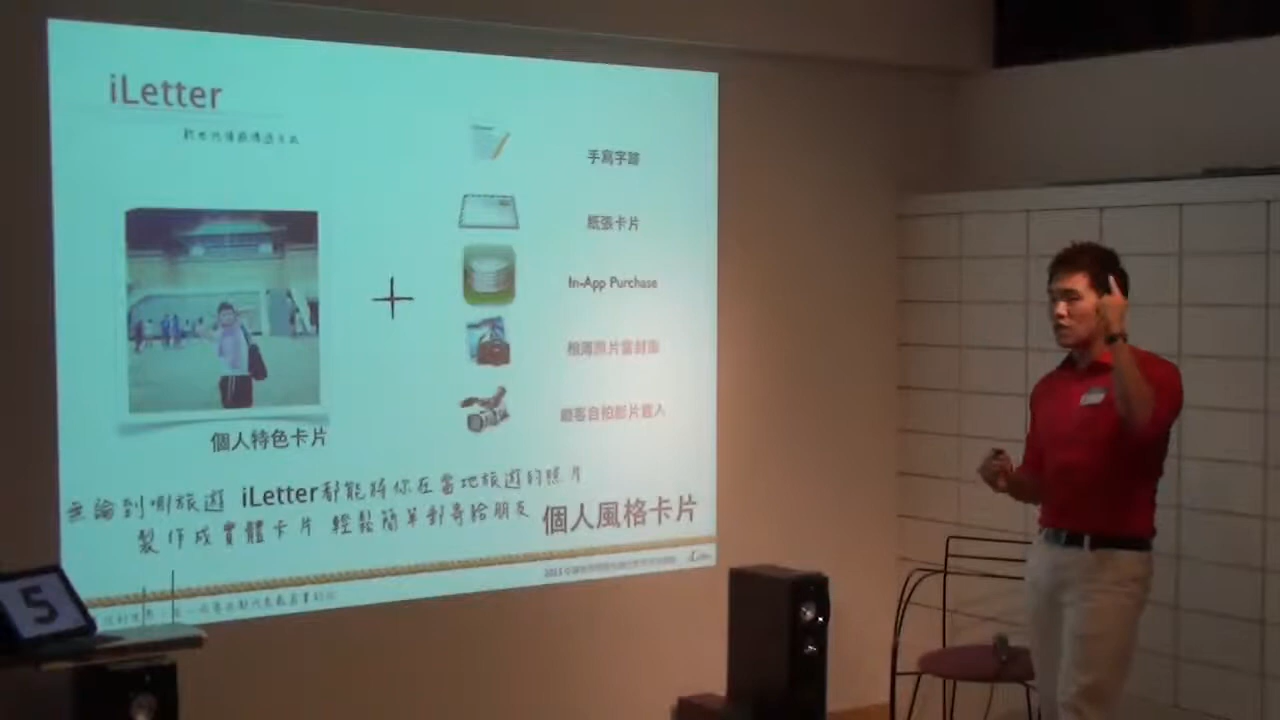 iLetter
手寫字跡
紙張卡片
In-App Purchase
相簿照片當封面
顧客自拍影片置入
個人特色卡片
無論到哪旅遊 iLetter都能將你在當地旅遊的照片
製作成實體卡片 輕鬆簡單郵寄給朋友 個人風格卡片
5